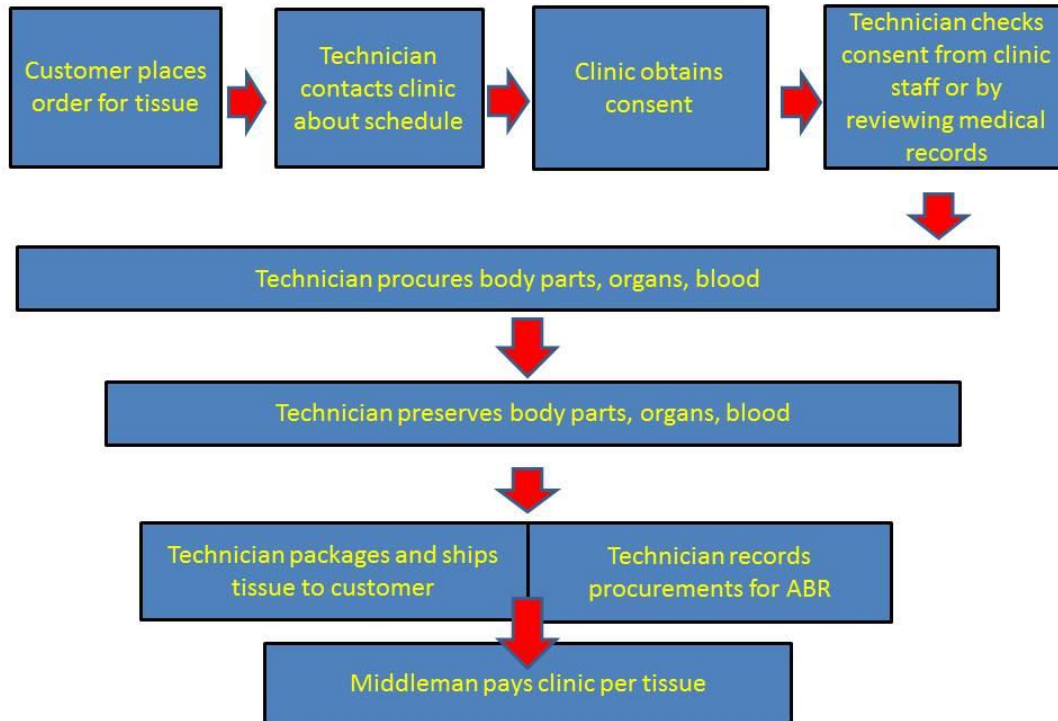 Customer places
order for tissue
Technician
contacts clinic
about schedule
Clinic obtains
consent
Technician checks
consent from clinic
staff or by
reviewing medical
records
Technician procures body parts, organs, blood
Technician preserves body parts, organs, blood
Technician packages and ships
tissue to customer
Technician records
procurements for ABR
Middleman pays clinic per tissue